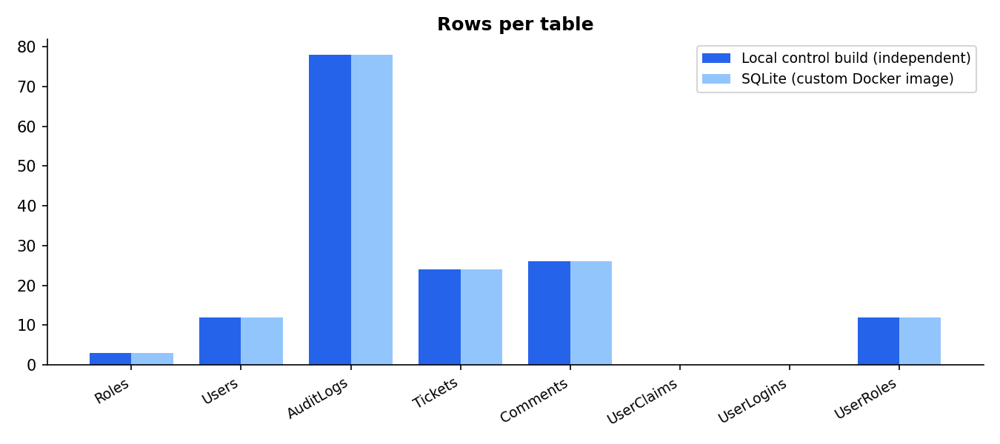 Rows per table
Local control build (independent)
SQLite (custom Docker image)
80
70
60
50
40
30
20
10
0
Roles
Users
AuditLogs
Tickets
Comments
UserClaims
UserLogins
UserRoles